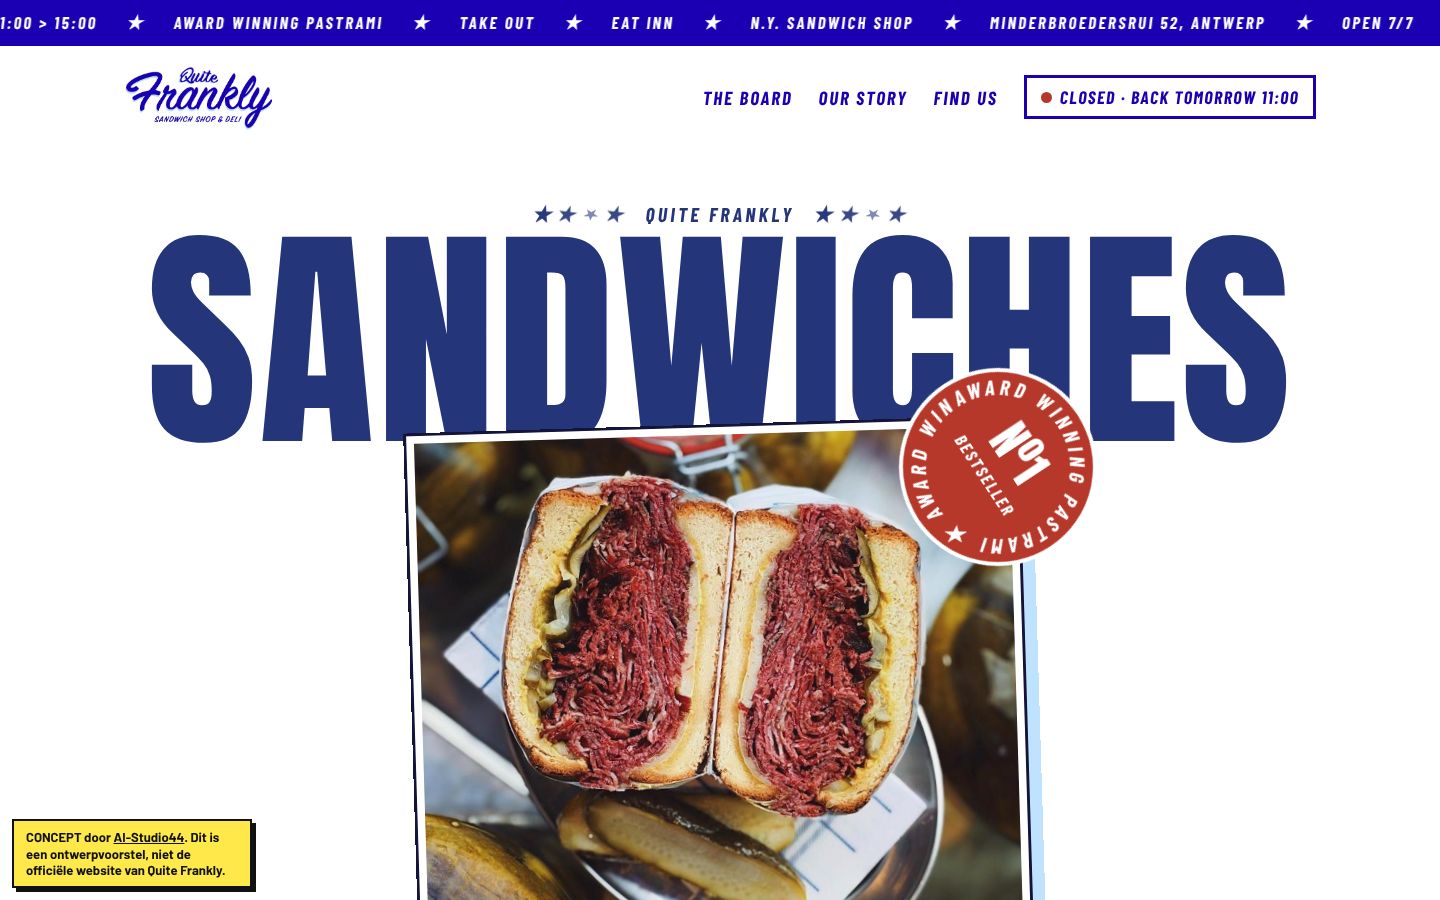 1:00 > 15:00 ★ AWARD WINNING PASTRAMI ★ TAKE OUT ★ EAT INN ★ N.Y. SANDWICH SHOP ★ MINDERBROEDERSRUI 52, ANTWERP ★ OPEN 7/7
Quite
Frankly
SANDWICH SHOP & DELI
THE BOARD OUR STORY FIND US CLOSED · BACK TOMORROW 11:00
★★★★ QUITE FRANKLY ★★★★
SANDWICHES
AWARD WINNING PASTRAMI ★ AWARD WIN
Nº1
BESTSELLER
CONCEPT door AI-Studio44. Dit is
een ontwerpvoorstel, niet de
officiële website van Quite Frankly.